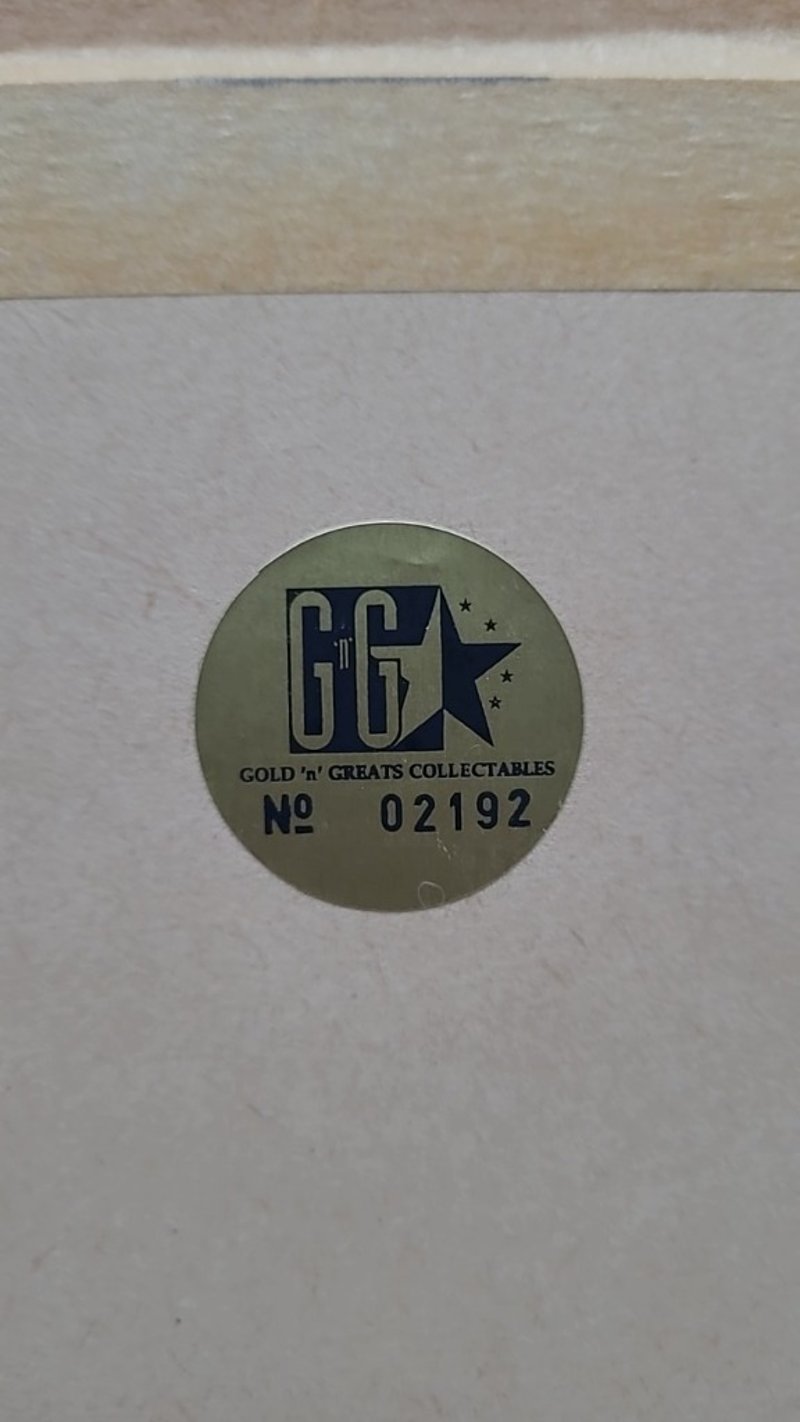 G 'n' G
GOLD 'n' GREATS COLLECTABLES
Nº 02192